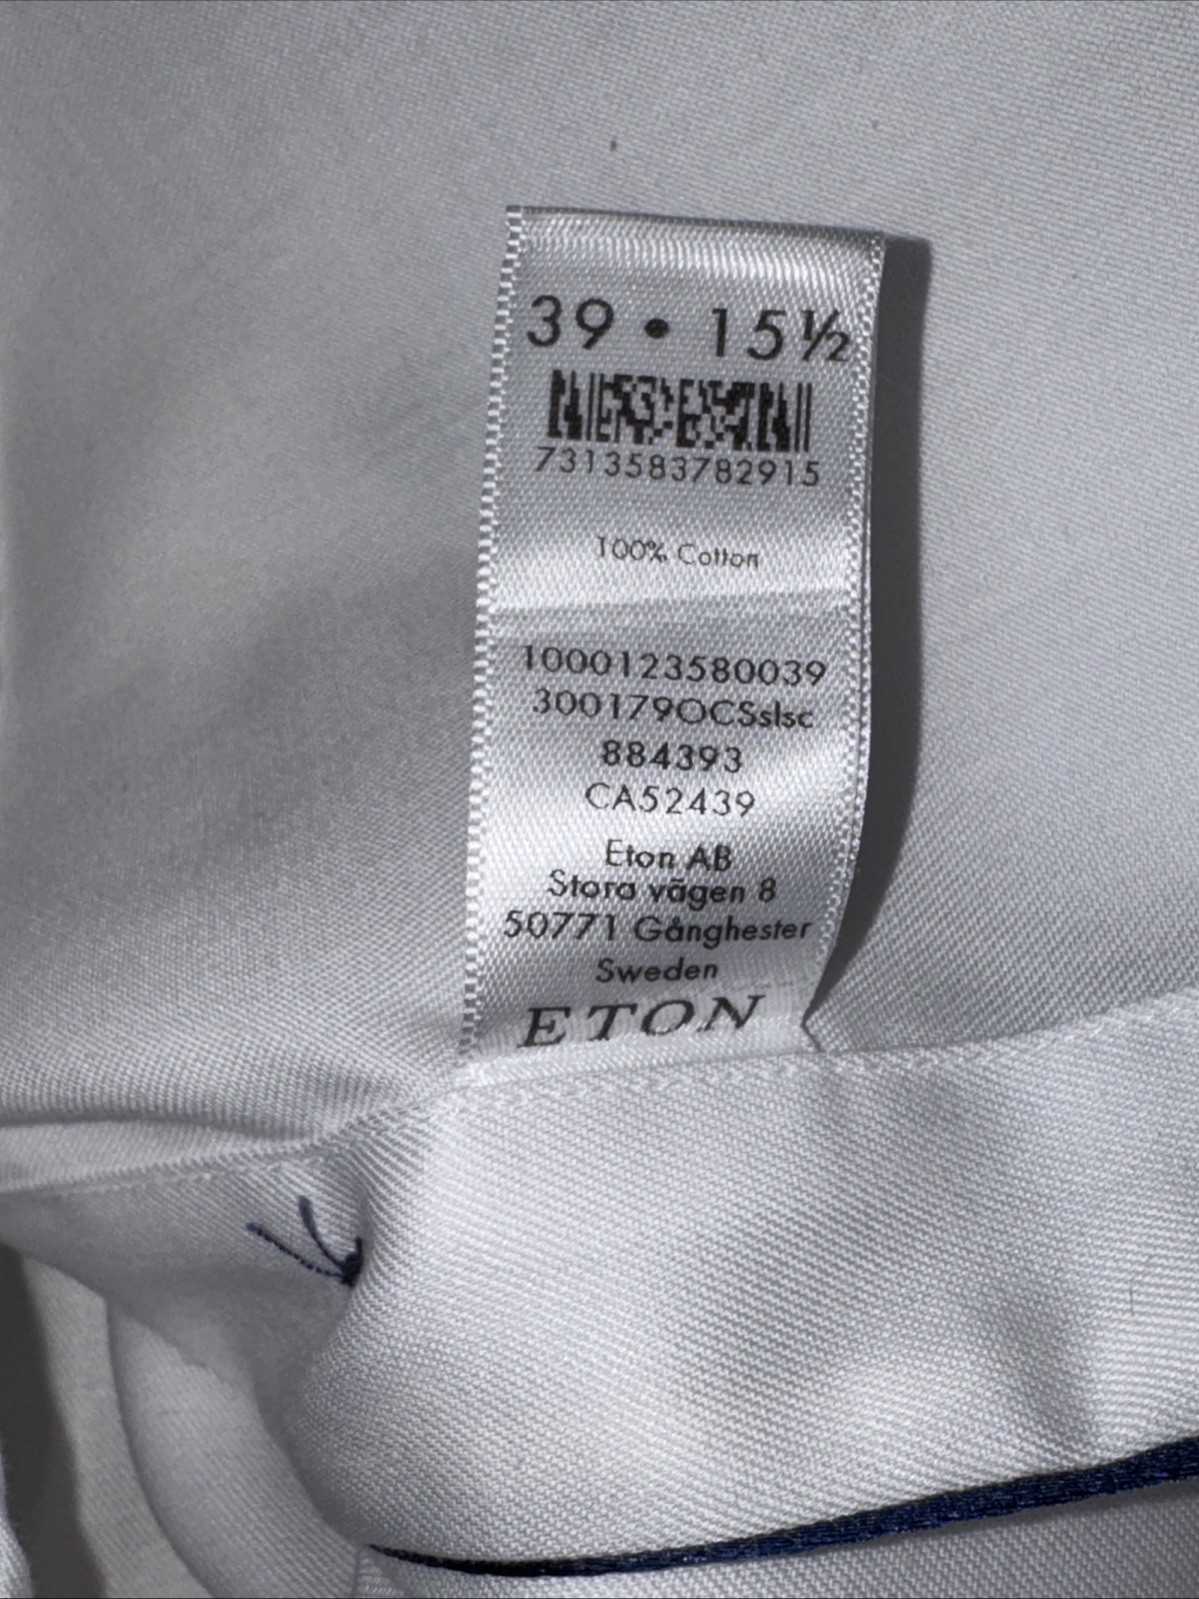 39 • 15½
7313583782915
100% Cotton
1000123580039
300179OCSslsc
884393
CA52439
Eton AB
Stora vägen 8
50771 Gånghester
Sweden
ETON